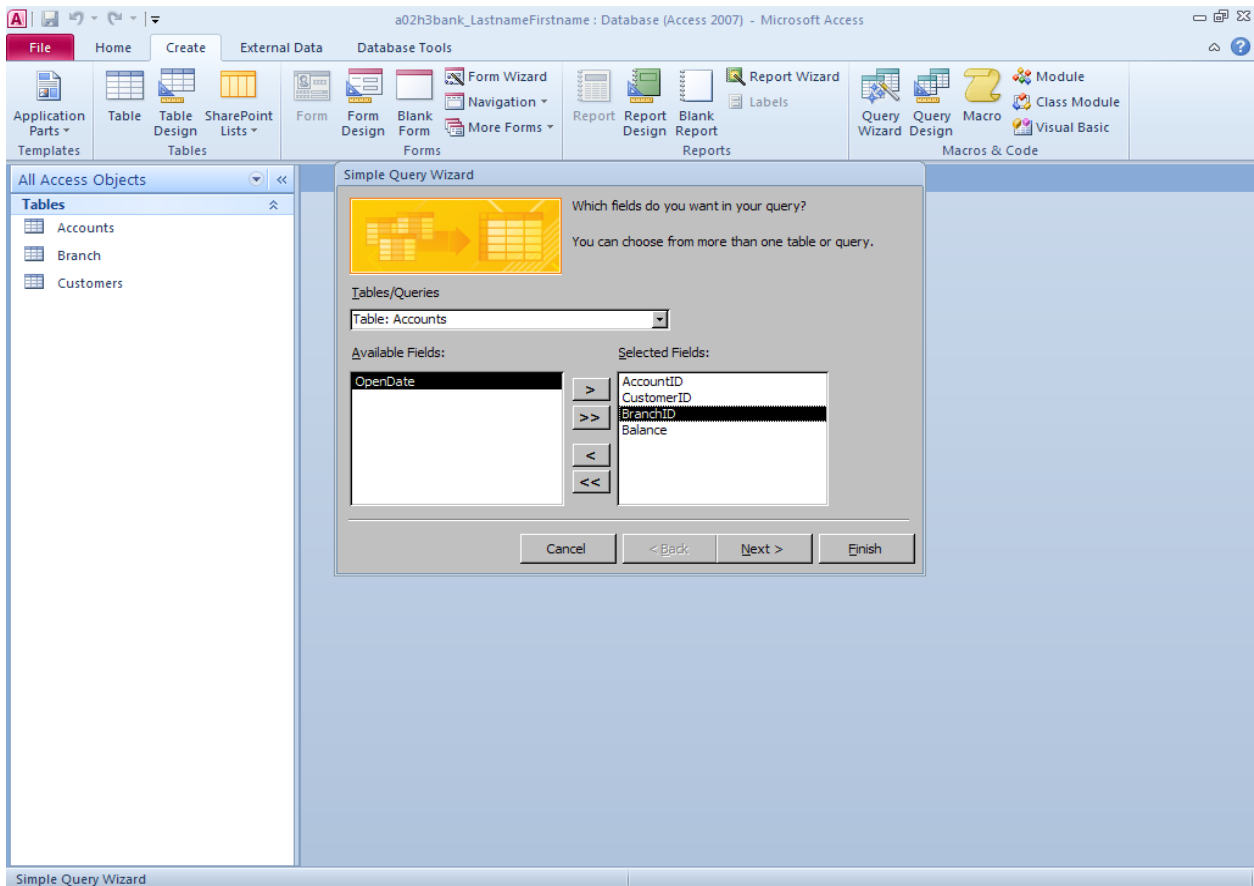 A
a02h3bank_LastnameFirstname : Database (Access 2007) - Microsoft Access
File Home Create External Data Database Tools
Application Parts
Templates
Table
Table Design
SharePoint Lists
Tables
Form
Form Design
Blank Form
Form Wizard
Navigation
More Forms
Forms
Report
Report Design
Blank Report
Report Wizard
Labels
Reports
Query Wizard
Query Design
Macro
Module
Class Module
Visual Basic
Macros & Code
All Access Objects
«
Tables
Accounts
Branch
Customers
Simple Query Wizard
Which fields do you want in your query?
You can choose from more than one table or query.
Tables/Queries
Table: Accounts
Available Fields:
OpenDate
>
>>
<
<<
Selected Fields:
AccountID
CustomerID
BranchID
Balance
Cancel < Back Next > Finish
Simple Query Wizard